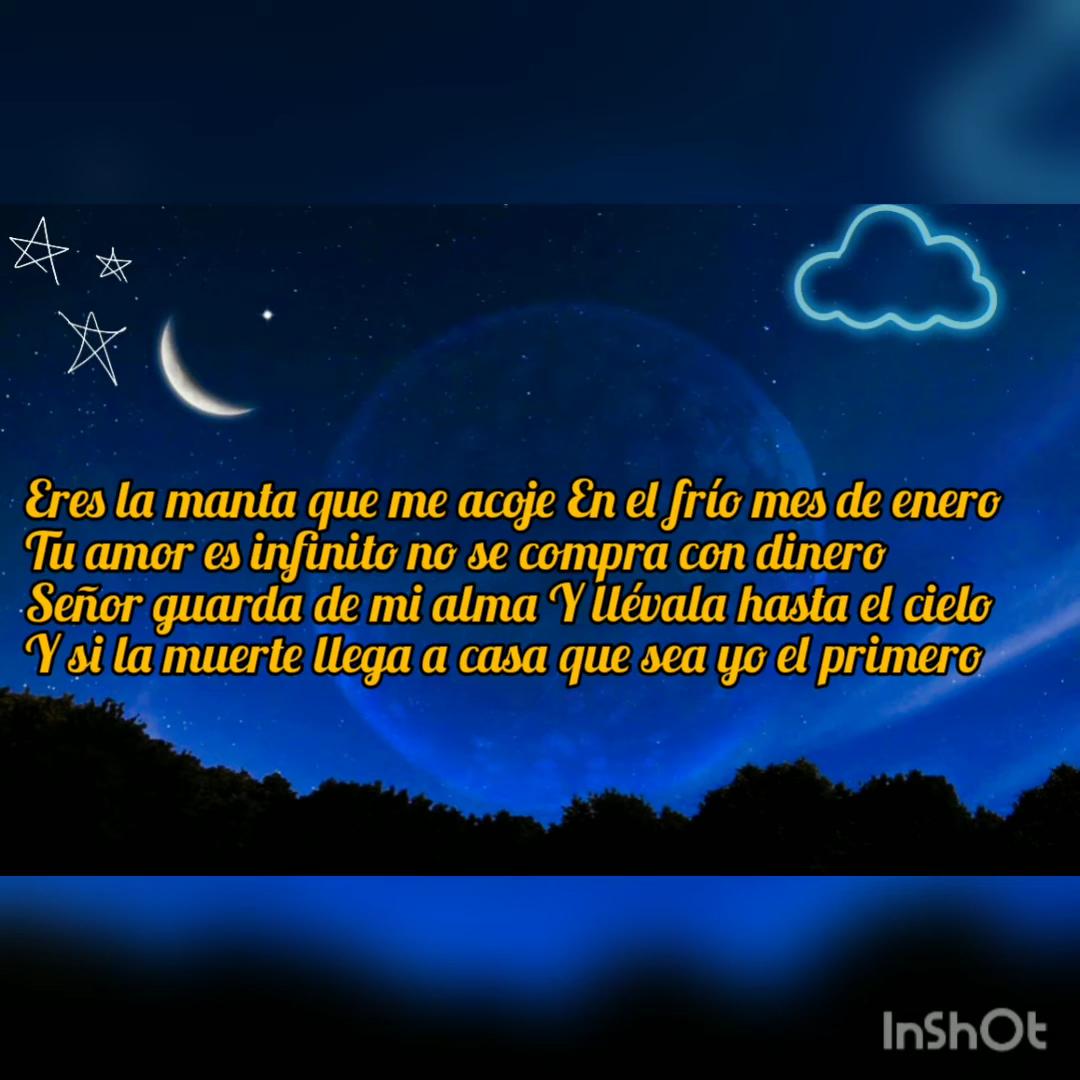 Eres la manta que me acoje En el frío mes de enero
Tu amor es infinito no se compra con dinero
Señor guarda de mi alma Y llévala hasta el cielo
Y si la muerte llega a casa que sea yo el primero
InShOt